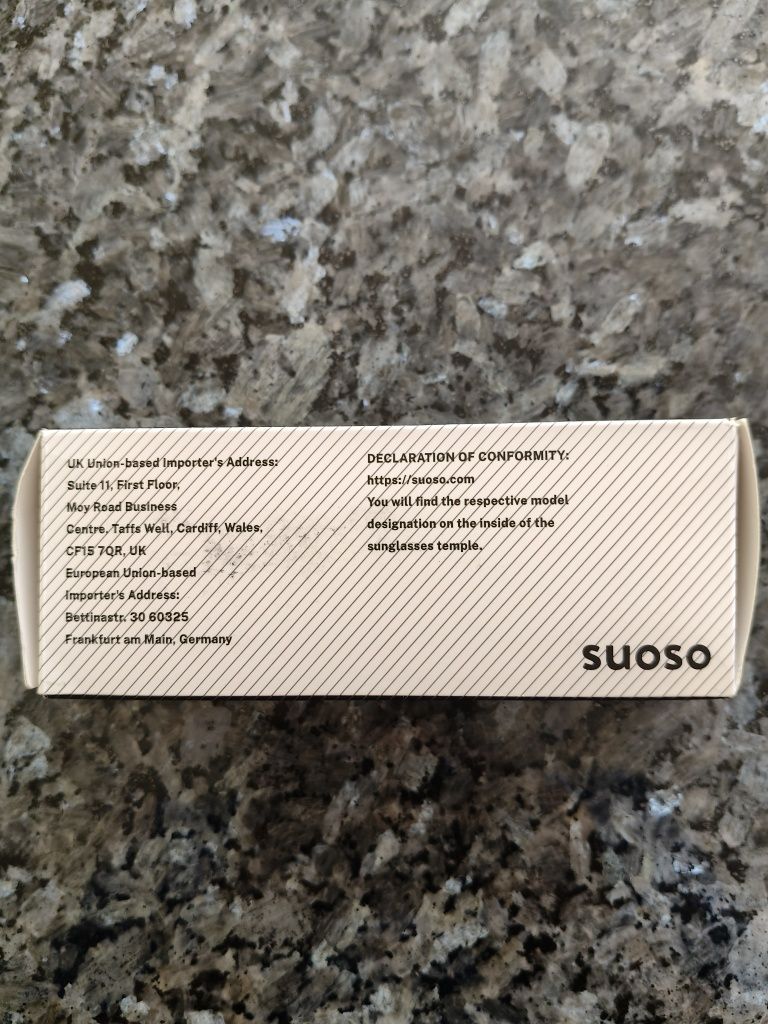 UK Union-based Importer's Address:
Suite 11, First Floor,
Moy Road Business
Centre. Taffs Well, Cardiff, Wales,
CF15 7QR, UK
European Union-based
Importer's Address:
Bettinastr. 30 60325
Frankfurt am Main, Germany
DECLARATION OF CONFORMITY:
https://suoso.com
You will find the respective model
designation on the inside of the
sunglasses temple.
suoso